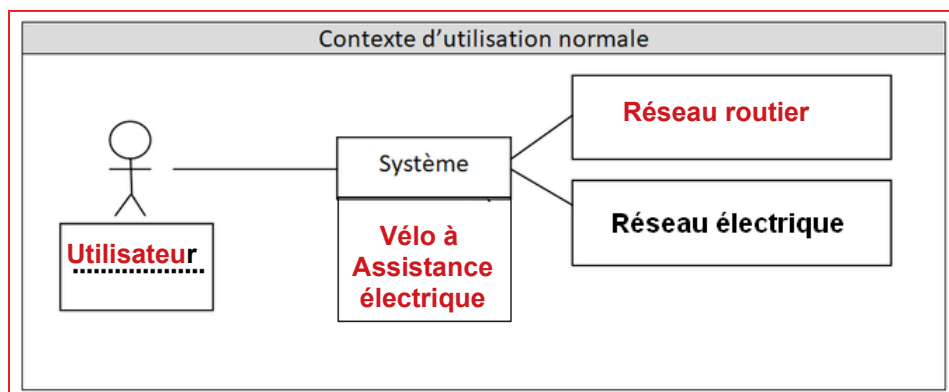 Contexte d'utilisation normale
Réseau routier
Système
Réseau électrique
Utilisateur
Vélo à
Assistance
électrique